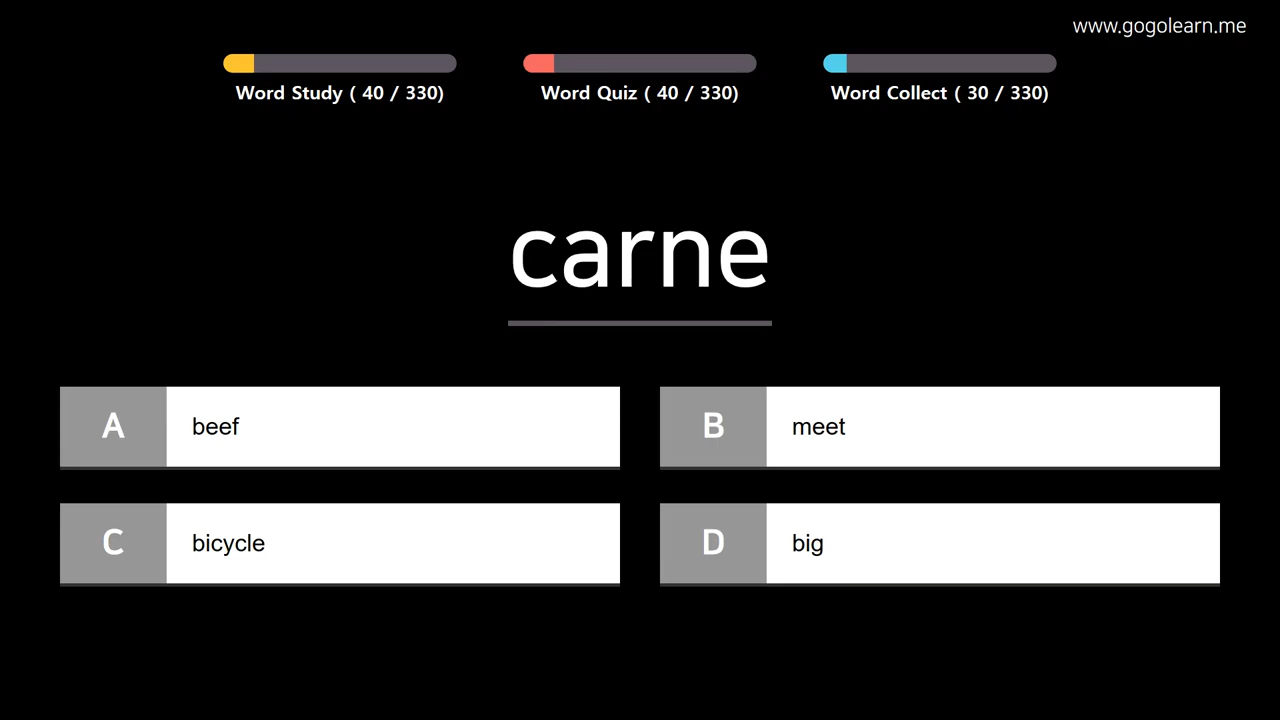 www.gogolearn.me
Word Study ( 40 / 330)
Word Quiz ( 40 / 330)
Word Collect ( 30 / 330)
carne
A beef
B meet
C bicycle
D big